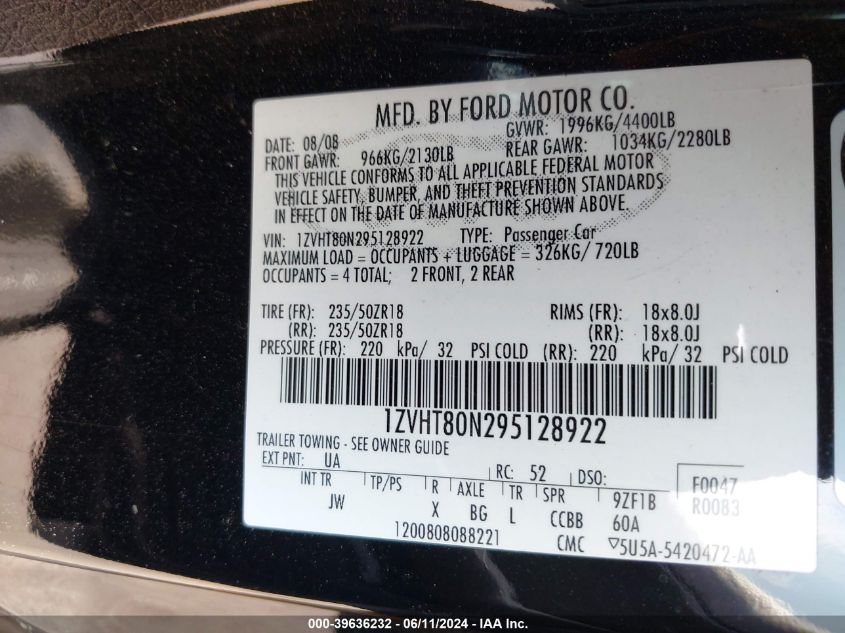 MFD. BY FORD MOTOR CO.
DATE: 08/08 GVWR: 1996KG/4400LB
FRONT GAWR: 966KG/2130LB REAR GAWR: 1034KG/2280LB
THIS VEHICLE CONFORMS TO ALL APPLICABLE FEDERAL MOTOR
VEHICLE SAFETY, BUMPER, AND THEFT PREVENTION STANDARDS
IN EFFECT ON THE DATE OF MANUFACTURE SHOWN ABOVE.
VIN: 1ZVHT80N295128922 TYPE: Passenger Car
MAXIMUM LOAD = OCCUPANTS + LUGGAGE = 326KG/ 720LB
OCCUPANTS = 4 TOTAL; 2 FRONT, 2 REAR
TIRE (FR): 235/50ZR18 RIMS (FR): 18x8.0J
(RR): 235/50ZR18 (RR): 18x8.0J
PRESSURE (FR): 220 kPa/ 32 PSI COLD (RR): 220 kPa/ 32 PSI COLD
1ZVHT80N295128922
TRAILER TOWING - SEE OWNER GUIDE
EXT PNT: UA RC: 52 DSO: F0047
INT TR TP/PS R AXLE TR SPR 9ZF1B R0083
JW X BG L CCBB 60A
1200808088221 CMC ▽5U5A-5420472-AA
000-39636232 - 06/11/2024 - IAA Inc.